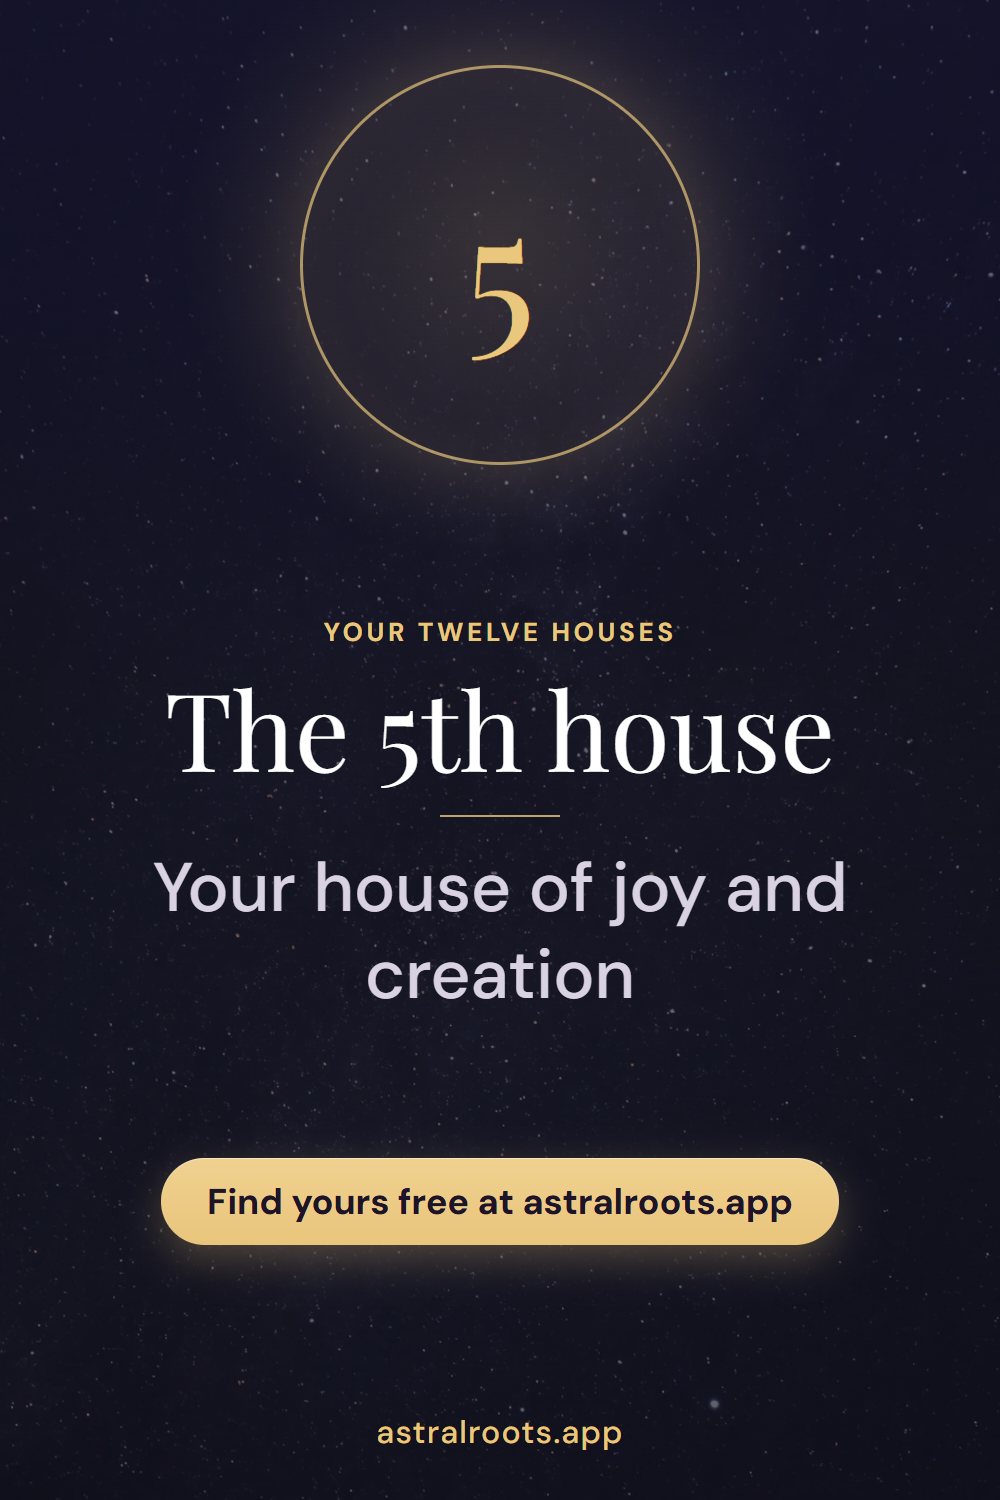 5
YOUR TWELVE HOUSES
The 5th house
Your house of joy and
creation
Find yours free at astralroots.app
astralroots.app